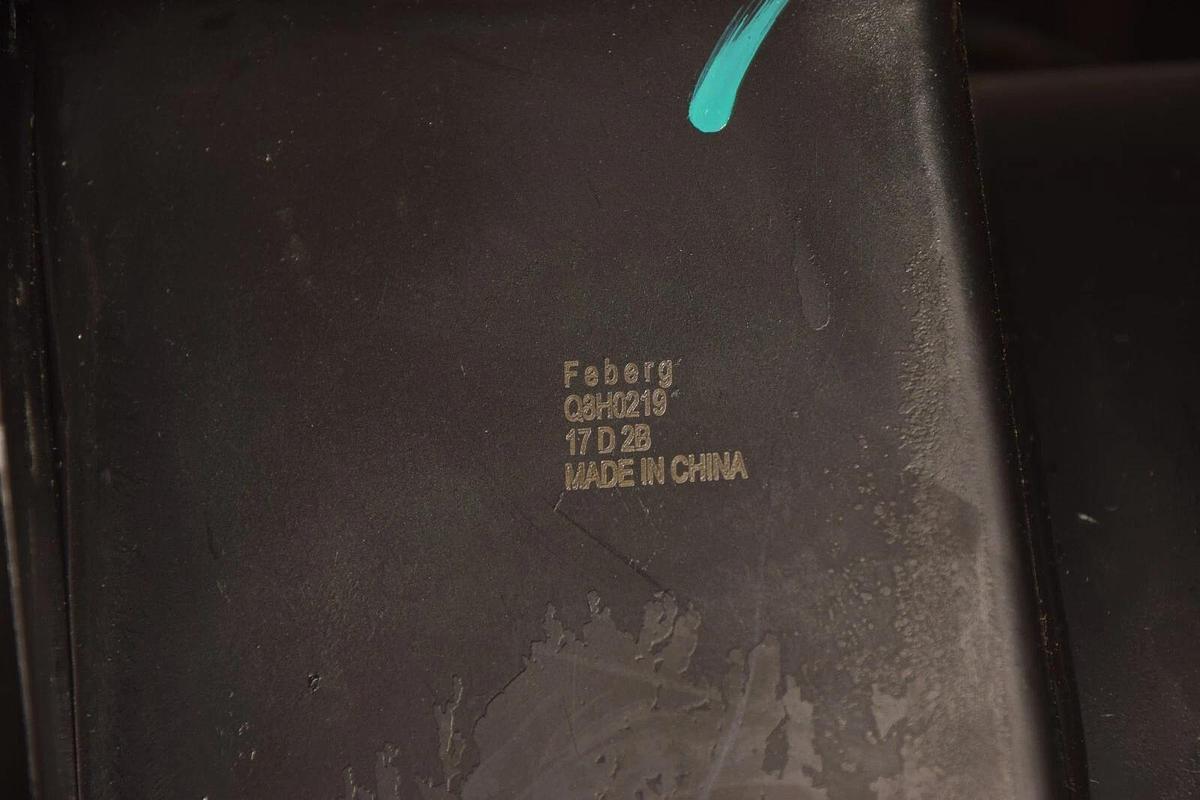 Feberg
Q8H0219
17 D 2B
MADE IN CHINA